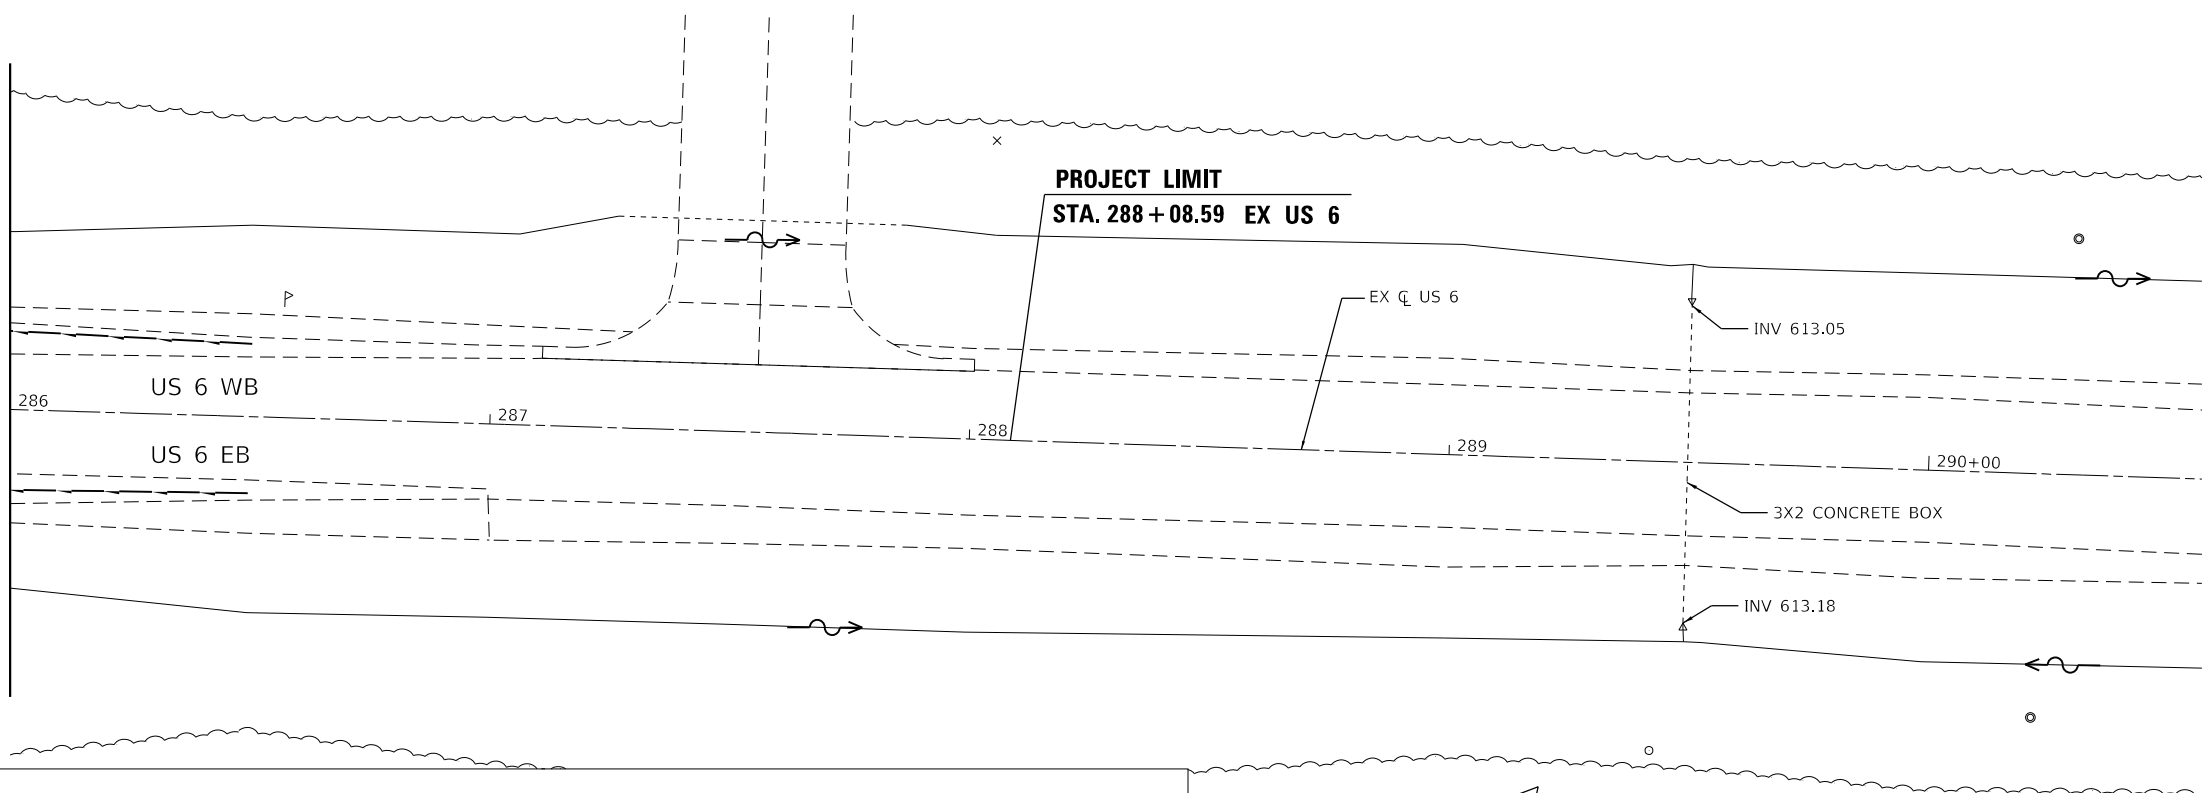 PROJECT LIMIT
STA. 288+08.59 EX US 6
EX ℄ US 6
INV 613.05
US 6 WB
286
287
288
289
290+00
US 6 EB
3X2 CONCRETE BOX
INV 613.18